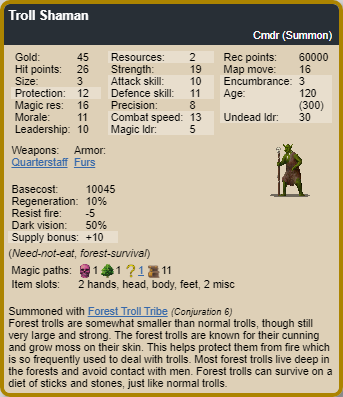 Troll Shaman
Cmdr (Summon)
Gold: 45 Resources: 2 Rec points: 60000
Hit points: 26 Strength: 19 Map move: 16
Size: 3 Attack skill: 10 Encumbrance: 3
Protection: 12 Defence skill: 11 Age: 120
Magic res: 16 Precision: 8 (300)
Morale: 11 Combat speed: 13 Undead ldr: 30
Leadership: 10 Magic ldr: 5
Weapons: Armor:
Quarterstaff Furs
Basecost: 10045
Regeneration: 10%
Resist fire: -5
Dark vision: 50%
Supply bonus: +10
(Need-not-eat, forest-survival)
Magic paths: 1 1 ? 1 11
Item slots: 2 hands, head, body, feet, 2 misc
Summoned with Forest Troll Tribe (Conjuration 6)
Forest trolls are somewhat smaller than normal trolls, though still
very large and strong. The forest trolls are known for their cunning
and grow moss on their skin. This helps protect them from fire which
is so frequently used to deal with trolls. Most forest trolls live deep in
the forests and avoid contact with men. Forest trolls can survive on a
diet of sticks and stones, just like normal trolls.